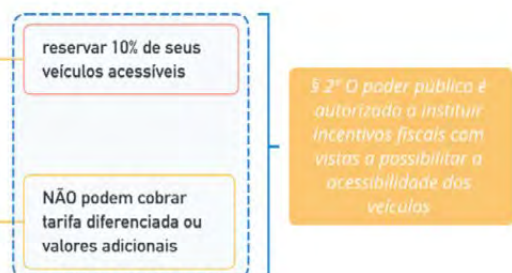 reservar 10% de seus
veículos acessíveis
NÃO podem cobrar
tarifa diferenciada ou
valores adicionais
§ 2º O poder público é
autorizado a instituir
incentivos fiscais com
vistas a possibilitar a
acessibilidade dos
veículos